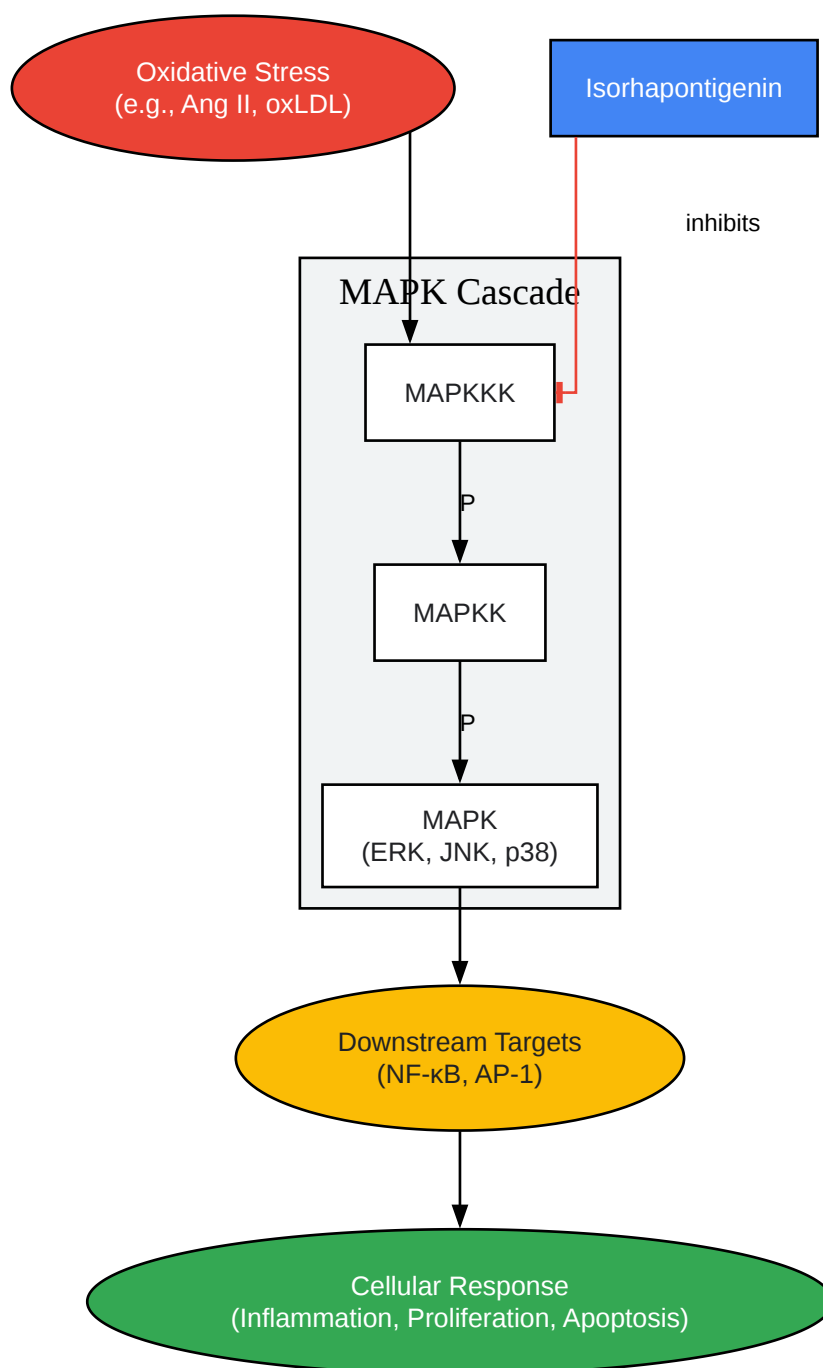 Oxidative Stress
(e.g., Ang II, oxLDL)
Isorhapontigenin
inhibits
MAPK Cascade
MAPKKK
P
MAPKK
P
MAPK
(ERK, JNK, p38)
Downstream Targets
(NF-κB, AP-1)
Cellular Response
(Inflammation, Proliferation, Apoptosis)